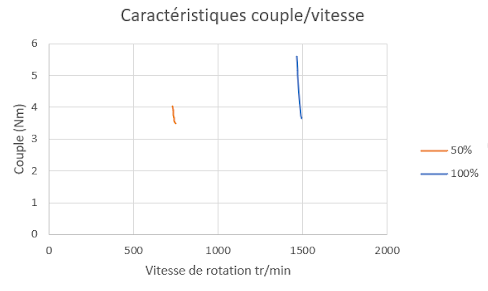 Caractéristiques couple/vitesse
6
5
4
3
2
1
0
Couple (Nm)
0 500 1000 1500 2000
Vitesse de rotation tr/min
50%
100%